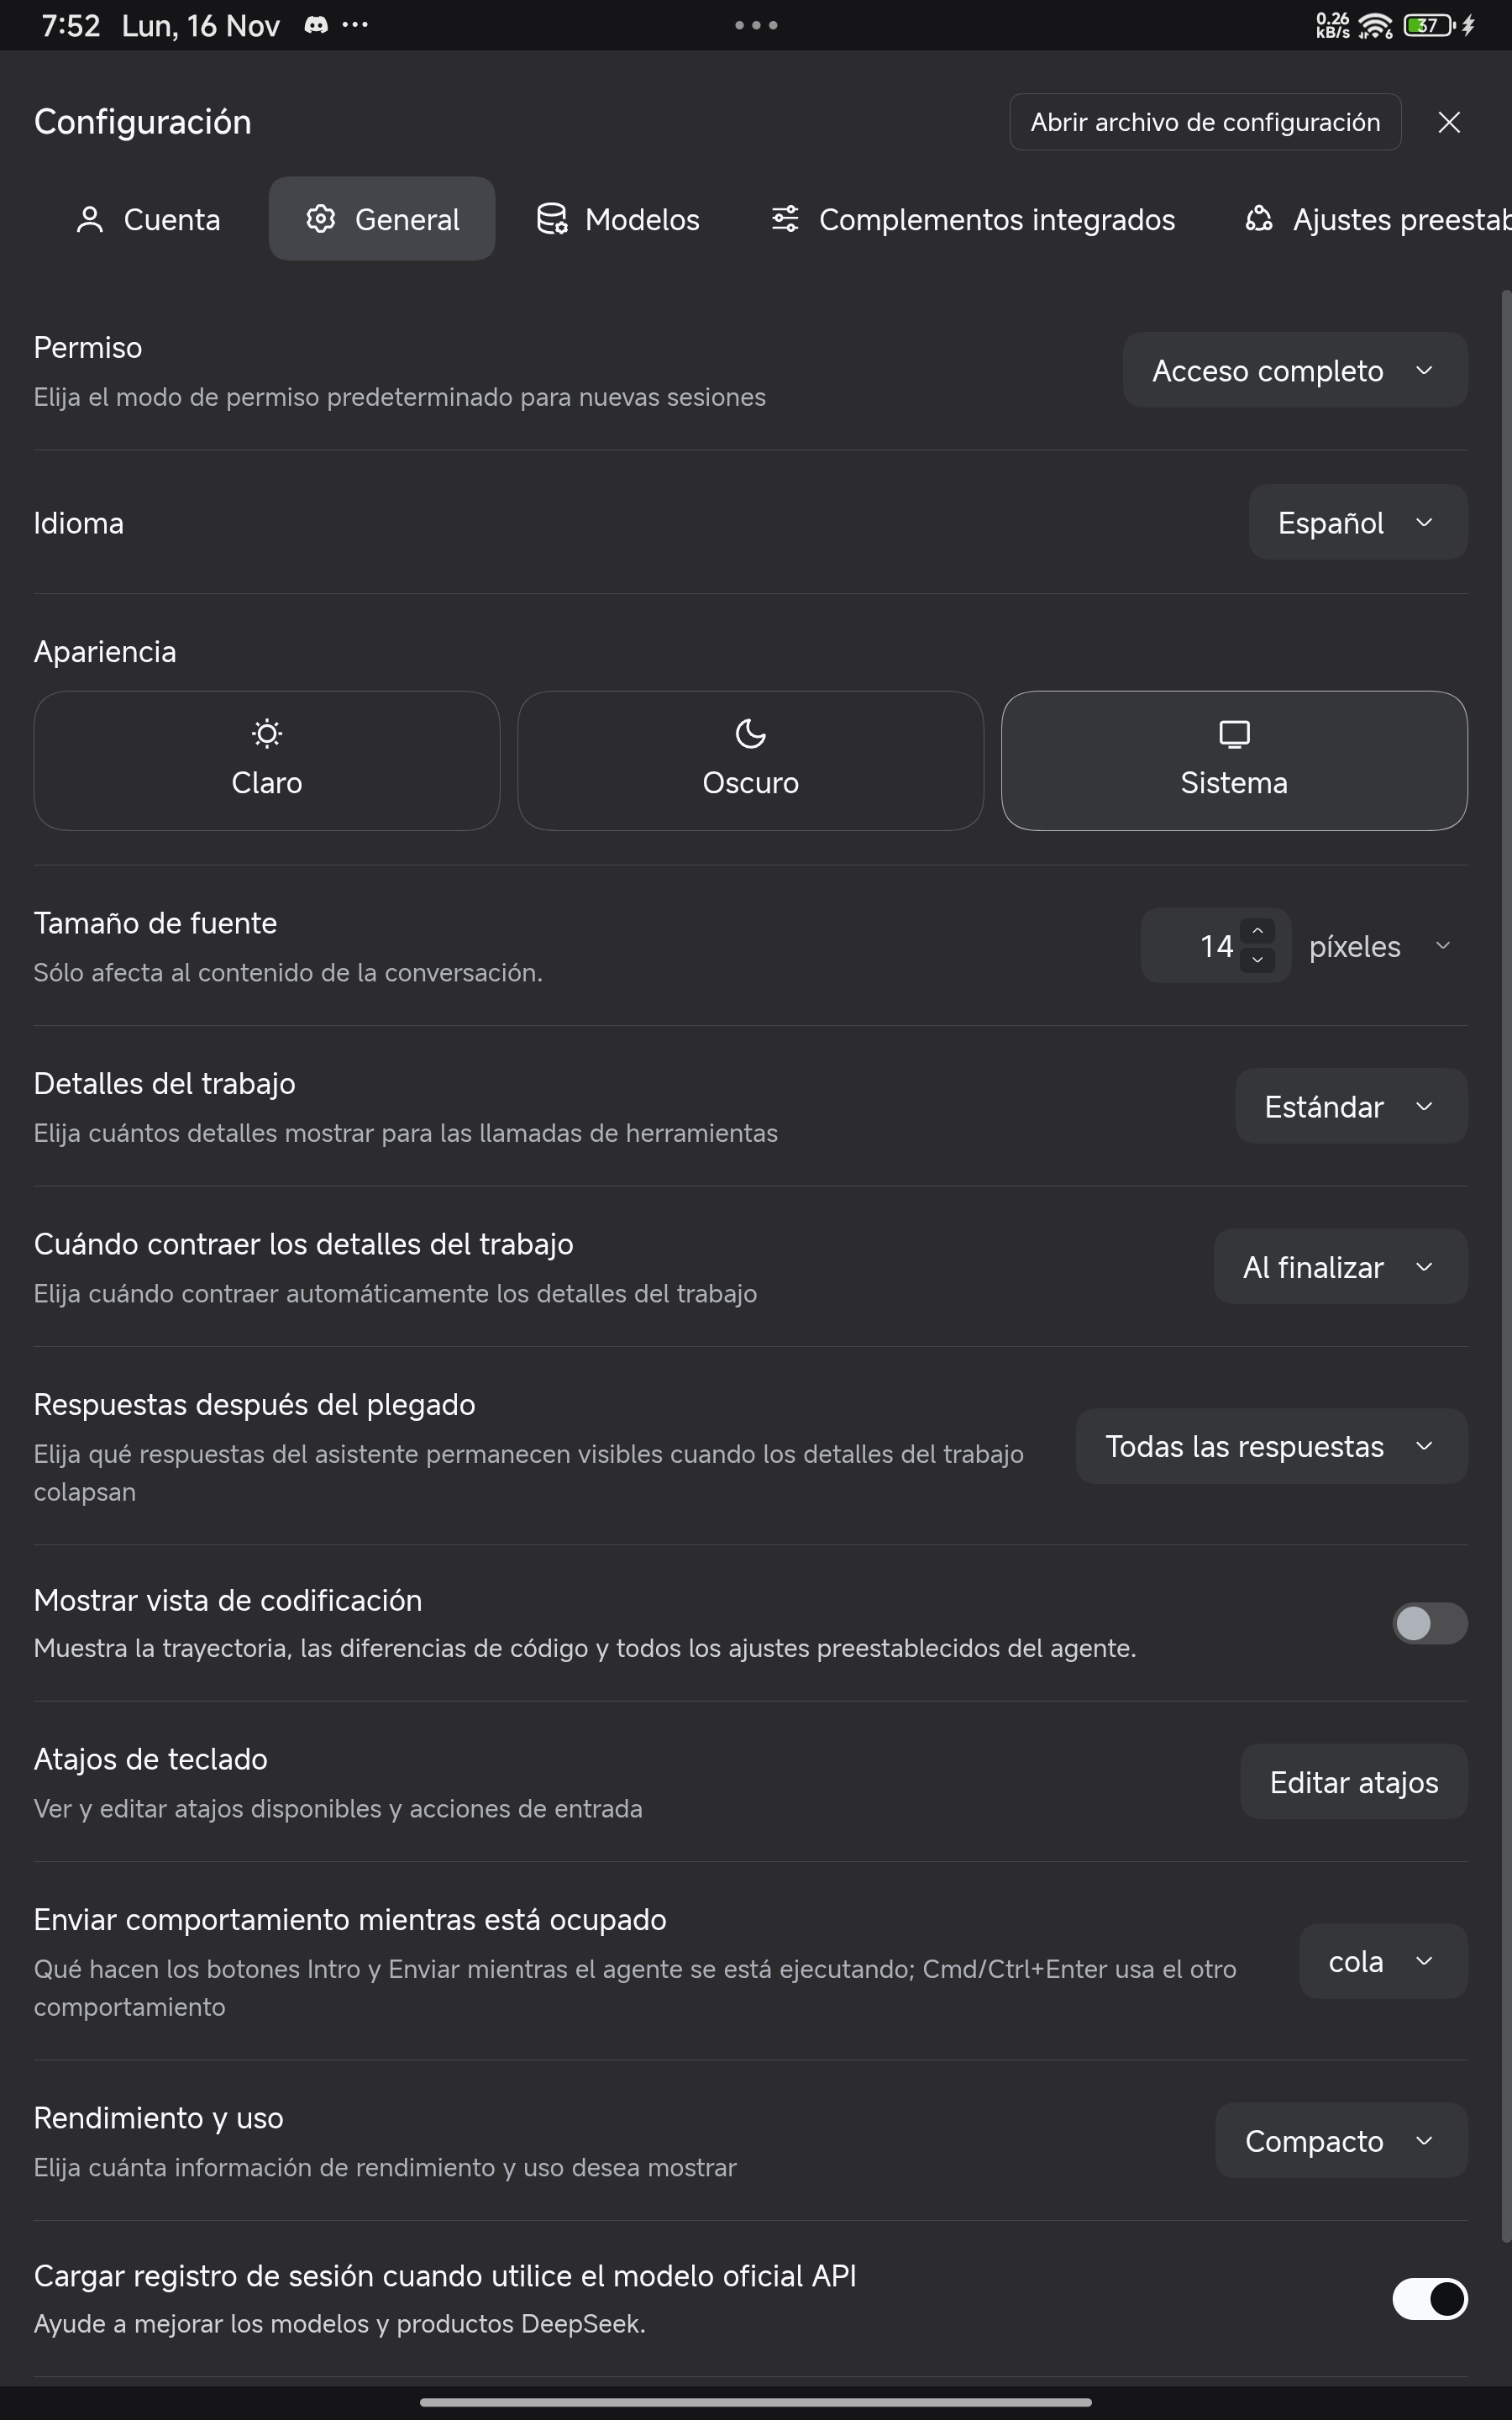 7:52 Lun, 16 Nov
0.26 kB/s 6 37
Configuración
Abrir archivo de configuración
Cuenta General Modelos Complementos integrados Ajustes preestab
Permiso
Elija el modo de permiso predeterminado para nuevas sesiones
Acceso completo
Idioma
Español
Apariencia
Claro Oscuro Sistema
Tamaño de fuente
Sólo afecta al contenido de la conversación.
14 píxeles
Detalles del trabajo
Elija cuántos detalles mostrar para las llamadas de herramientas
Estándar
Cuándo contraer los detalles del trabajo
Elija cuándo contraer automáticamente los detalles del trabajo
Al finalizar
Respuestas después del plegado
Elija qué respuestas del asistente permanecen visibles cuando los detalles del trabajo
colapsan
Todas las respuestas
Mostrar vista de codificación
Muestra la trayectoria, las diferencias de código y todos los ajustes preestablecidos del agente.
Atajos de teclado
Ver y editar atajos disponibles y acciones de entrada
Editar atajos
Enviar comportamiento mientras está ocupado
Qué hacen los botones Intro y Enviar mientras el agente se está ejecutando; Cmd/Ctrl+Enter usa el otro
comportamiento
cola
Rendimiento y uso
Elija cuánta información de rendimiento y uso desea mostrar
Compacto
Cargar registro de sesión cuando utilice el modelo oficial API
Ayude a mejorar los modelos y productos DeepSeek.